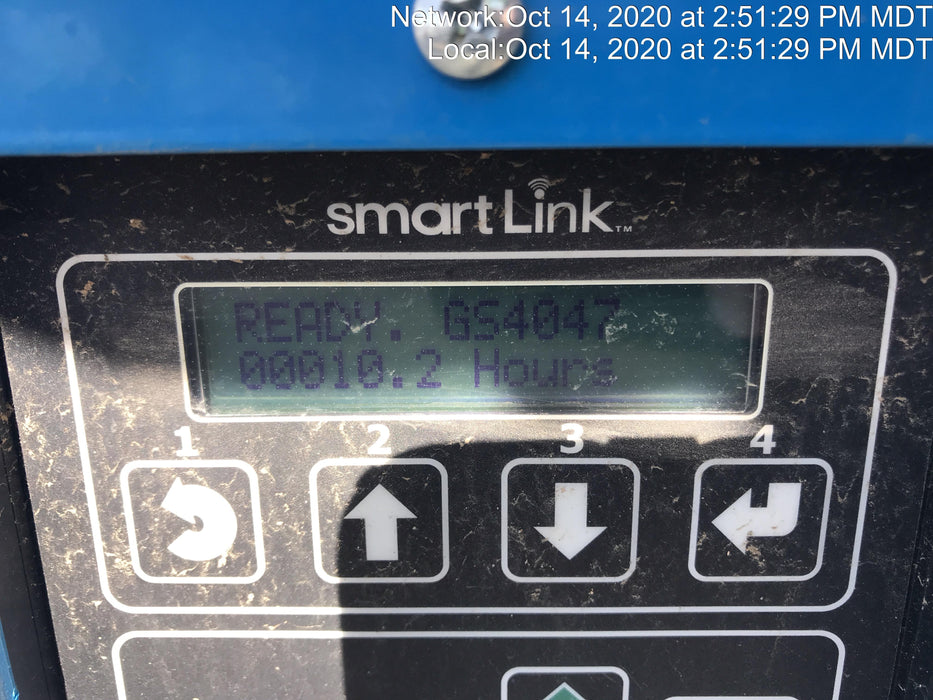 Network:Oct 14, 2020 at 2:51:29 PM MDT
Local:Oct 14, 2020 at 2:51:29 PM MDT
smartLink™
READY. GS4047
00010.2 Hours
1 2 3 4